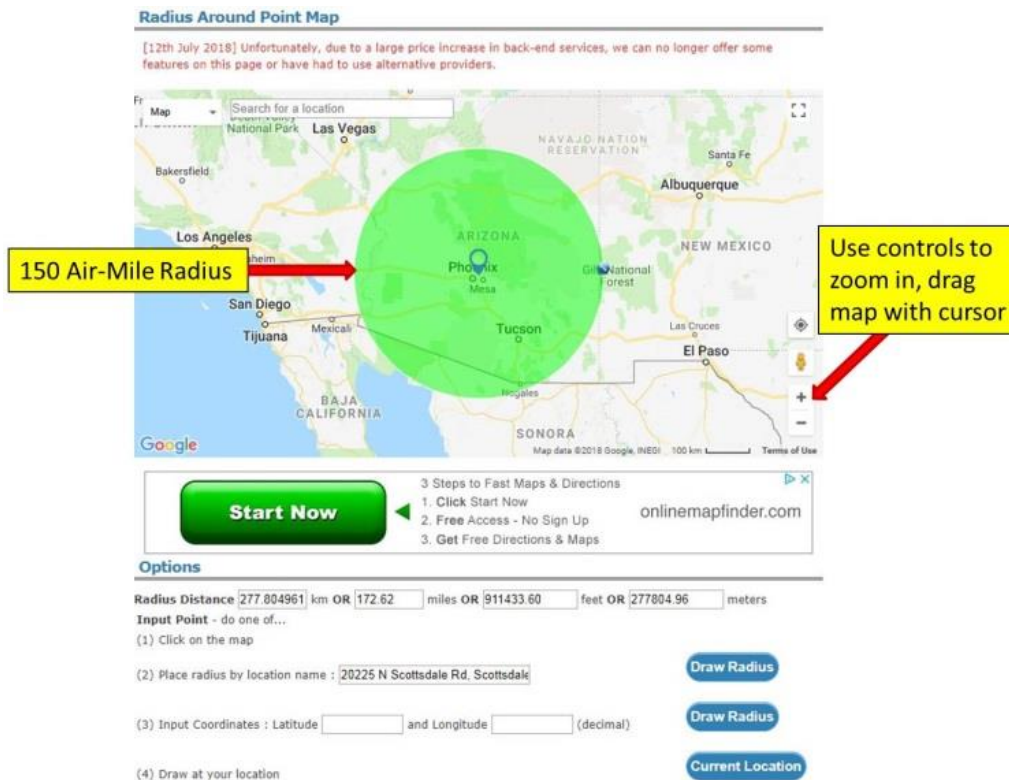 Radius Around Point Map
[12th July 2018] Unfortunately, due to a large price increase in back-end services, we can no longer offer some
features on this page or have had to use alternative providers.
Map
Search for a location
National Park
Las Vegas
NAVAJO NATION
RESERVATION
Santa Fe
Bakersfield
Albuquerque
Los Angeles
ARIZONA
NEW MEXICO
150 Air-Mile Radius
Phoenix
National
Forest
Mesa
Use controls to
zoom in, drag
map with cursor
San Diego
Tijuana
Mexicali
Tucson
Las Cruces
El Paso
Nogales
BAJA
CALIFORNIA
SONORA
Google
Map data ©2018 Google, INEGI
100 km
Terms of Use
Start Now
3 Steps to Fast Maps & Directions
1. Click Start Now
2. Free Access - No Sign Up
3. Get Free Directions & Maps
onlinemapfinder.com
Options
Radius Distance 277.804961 km OR 172.62 miles OR 911433.60 feet OR 277804.96 meters
Input Point - do one of...
(1) Click on the map
(2) Place radius by location name : 20225 N Scottsdale Rd, Scottsdale
Draw Radius
(3) Input Coordinates : Latitude and Longitude (decimal)
Draw Radius
(4) Draw at your location
Current Location